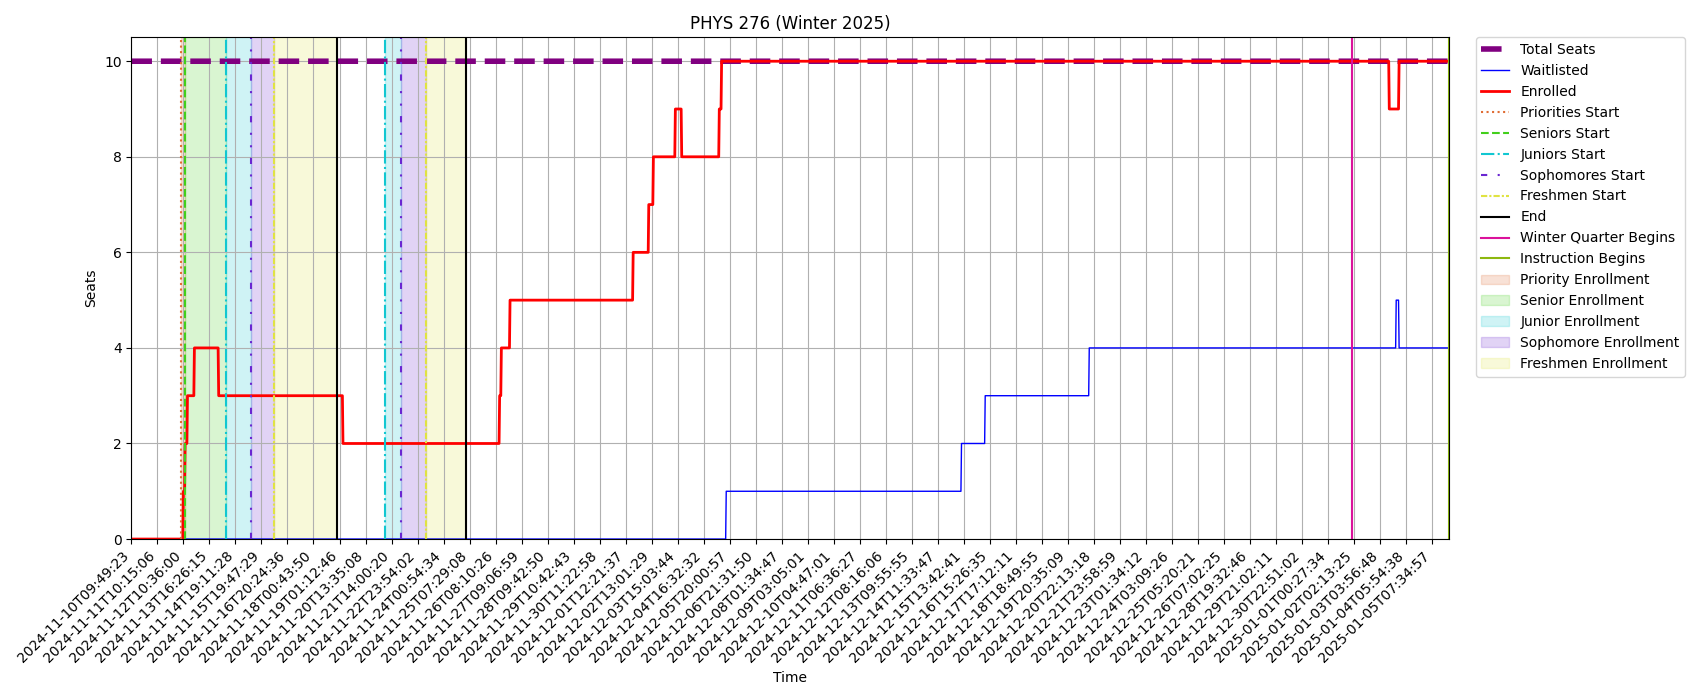 PHYS 276 (Winter 2025)
Seats
10
8
6
4
2
0
2024-11-10T09:49:23
2024-11-11T10:15:06
2024-11-12T10:36:00
2024-11-13T16:26:15
2024-11-14T19:11:28
2024-11-15T19:47:29
2024-11-16T20:24:36
2024-11-18T00:43:50
2024-11-19T01:12:46
2024-11-20T13:35:08
2024-11-21T14:00:20
2024-11-22T23:54:02
2024-11-24T00:54:34
2024-11-25T07:29:08
2024-11-26T08:10:26
2024-11-27T09:06:59
2024-11-28T09:42:50
2024-11-29T10:42:43
2024-11-30T11:22:58
2024-12-01T12:21:37
2024-12-02T13:01:29
2024-12-03T15:03:44
2024-12-04T16:32:32
2024-12-05T20:00:57
2024-12-06T21:31:50
2024-12-08T01:34:47
2024-12-09T03:05:01
2024-12-10T04:47:01
2024-12-11T06:36:27
2024-12-12T08:16:06
2024-12-13T09:55:55
2024-12-14T11:33:47
2024-12-15T13:42:41
2024-12-16T15:26:35
2024-12-17T17:12:11
2024-12-18T18:49:55
2024-12-19T20:35:09
2024-12-20T22:13:18
2024-12-21T23:58:59
2024-12-23T01:34:12
2024-12-24T03:09:26
2024-12-25T05:20:21
2024-12-26T07:02:25
2024-12-28T19:32:46
2024-12-29T21:02:11
2024-12-30T22:51:02
2025-01-01T00:27:34
2025-01-02T02:13:25
2025-01-03T03:56:48
2025-01-04T05:54:38
2025-01-05T07:34:57
Time
Total Seats
Waitlisted
Enrolled
Priorities Start
Seniors Start
Juniors Start
Sophomores Start
Freshmen Start
End
Winter Quarter Begins
Instruction Begins
Priority Enrollment
Senior Enrollment
Junior Enrollment
Sophomore Enrollment
Freshmen Enrollment